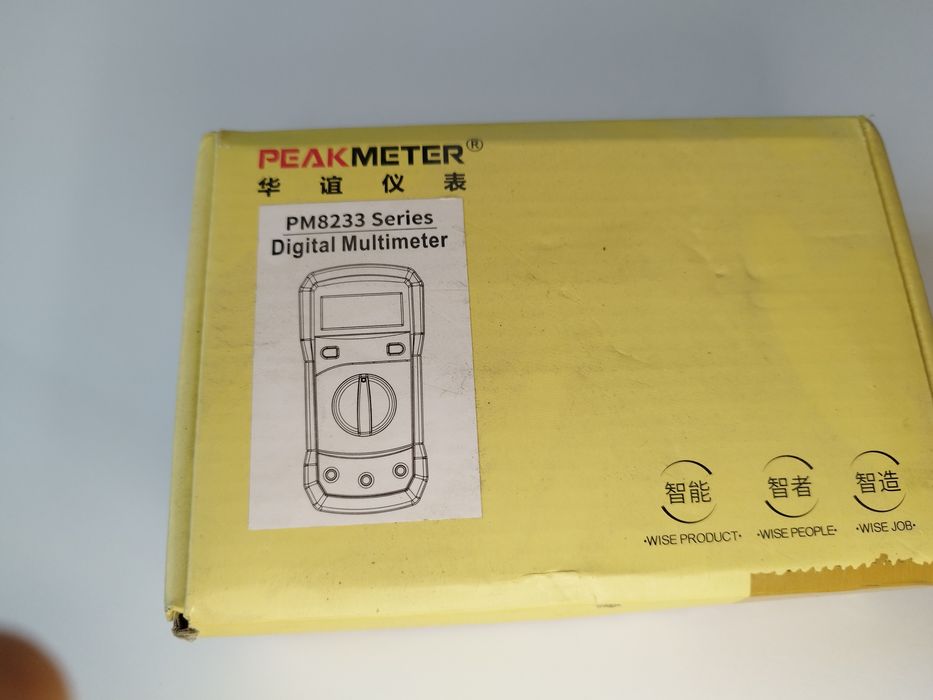 PEAKMETER®
华谊仪表
PM8233 Series
Digital Multimeter
智能
·WISE PRODUCT·
智者
·WISE PEOPLE·
智造
·WISE JOB·